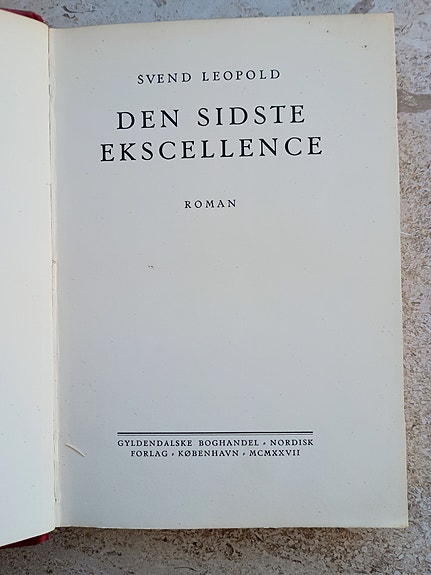 SVEND LEOPOLD
DEN SIDSTE
EKSCELLENCE
ROMAN
GYLDENDALSKE BOGHANDEL • NORDISK
FORLAG • KØBENHAVN • MCMXXVII